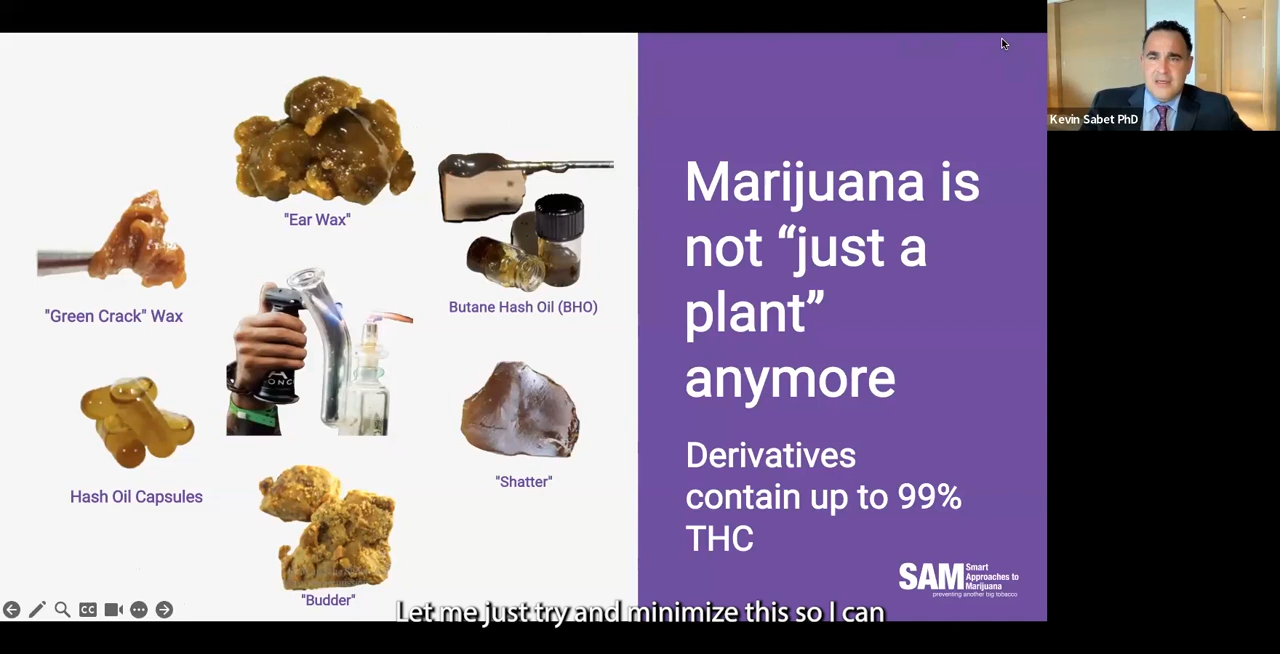 Kevin Sabet PhD
"Ear Wax"
"Green Crack" Wax
Butane Hash Oil (BHO)
Hash Oil Capsules
"Shatter"
"Budder"
Marijuana is
not “just a
plant”
anymore
Derivatives
contain up to 99%
THC
SAM
Smart
Approaches to
Marijuana
preventing another big tobacco
CC
Let me just try and minimize this so I can